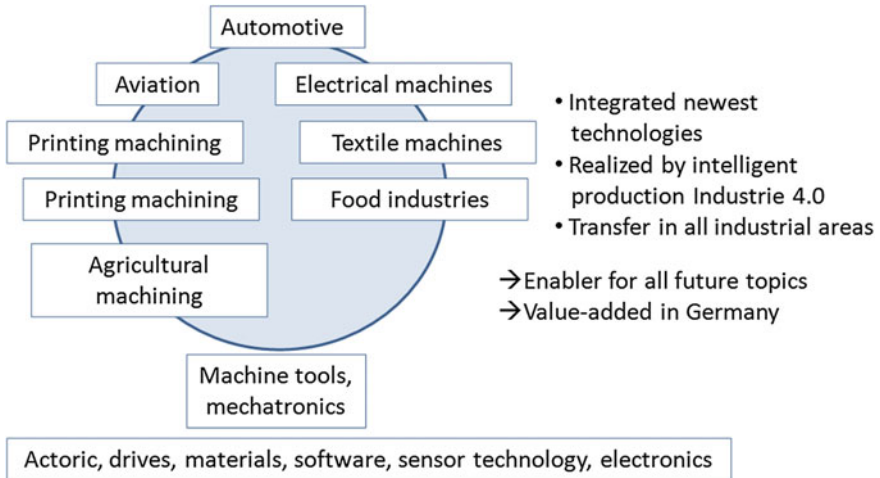 Automotive
Aviation
Electrical machines
Printing machining
Textile machines
Printing machining
Food industries
Agricultural
machining
Machine tools,
mechatronics
Actoric, drives, materials, software, sensor technology, electronics
• Integrated newest
technologies
• Realized by intelligent
production Industrie 4.0
• Transfer in all industrial areas
→Enabler for all future topics
→Value-added in Germany